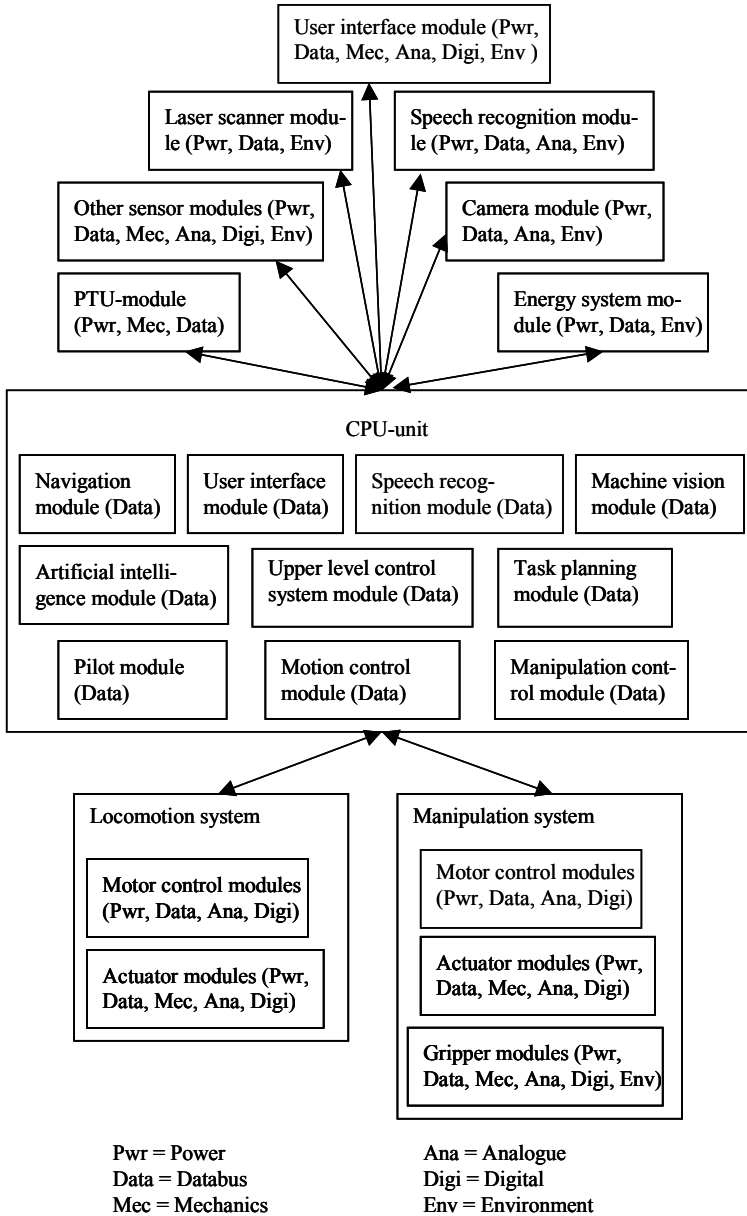 User interface module (Pwr,
Data, Mec, Ana, Digi, Env )
Laser scanner modu-
le (Pwr, Data, Env)
Speech recognition modu-
le (Pwr, Data, Ana, Env)
Other sensor modules (Pwr,
Data, Mec, Ana, Digi, Env)
Camera module (Pwr,
Data, Ana, Env)
PTU-module
(Pwr, Mec, Data)
Energy system mo-
dule (Pwr, Data, Env)
CPU-unit
Navigation
module (Data)
User interface
module (Data)
Speech recog-
nition module (Data)
Machine vision
module (Data)
Artificial intelli-
gence module (Data)
Upper level control
system module (Data)
Task planning
module (Data)
Pilot module
(Data)
Motion control
module (Data)
Manipulation cont-
rol module (Data)
Locomotion system
Motor control modules
(Pwr, Data, Ana, Digi)
Actuator modules (Pwr,
Data, Mec, Ana, Digi)
Manipulation system
Motor control modules
(Pwr, Data, Ana, Digi)
Actuator modules (Pwr,
Data, Mec, Ana, Digi)
Gripper modules (Pwr,
Data, Mec, Ana, Digi, Env)
Pwr = Power
Data = Databus
Mec = Mechanics
Ana = Analogue
Digi = Digital
Env = Environment